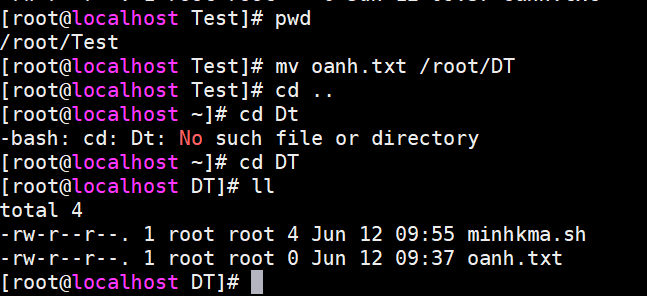 [root@localhost Test]# pwd
/root/Test
[root@localhost Test]# mv oanh.txt /root/DT
[root@localhost Test]# cd ..
[root@localhost ~]# cd Dt
-bash: cd: Dt: No such file or directory
[root@localhost ~]# cd DT
[root@localhost DT]# ll
total 4
-rw-r--r--. 1 root root 4 Jun 12 09:55 minhkma.sh
-rw-r--r--. 1 root root 0 Jun 12 09:37 oanh.txt
[root@localhost DT]#